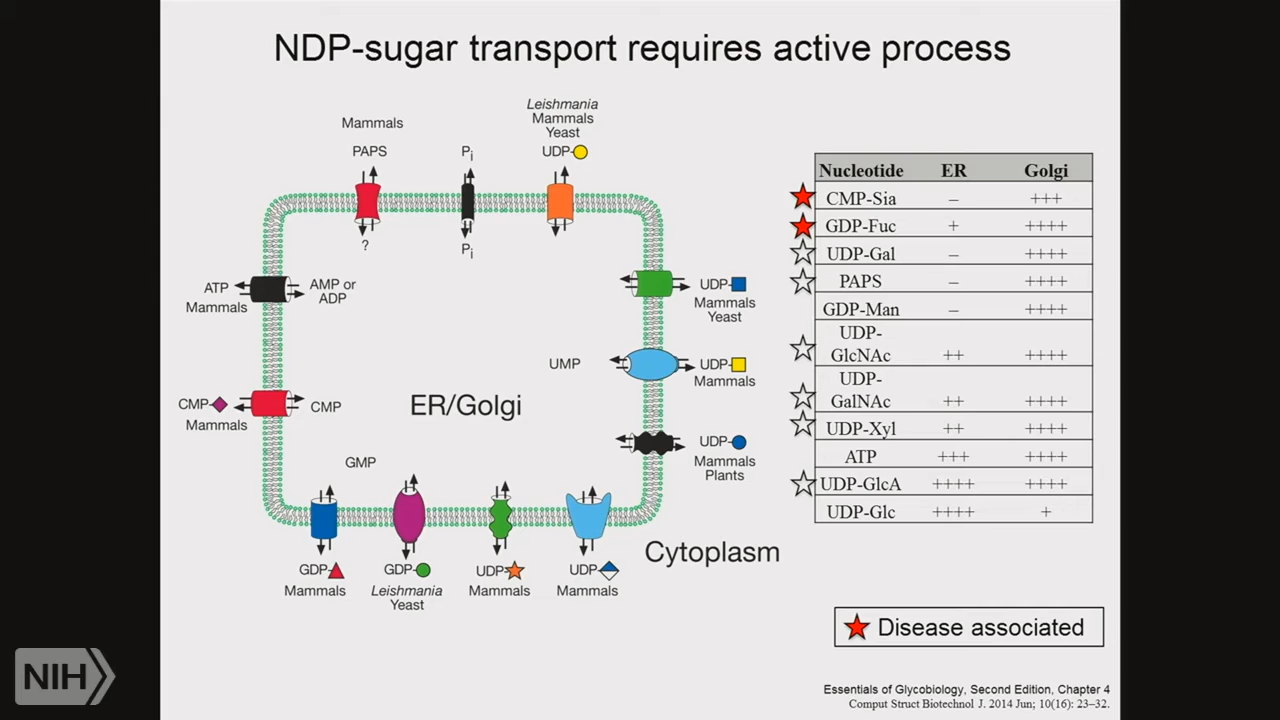 NDP-sugar transport requires active process
Leishmania
Mammals
Yeast
UDP-
Mammals
PAPS
Pi
?
Pi
ATP
Mammals
AMP or
ADP
CMP-
Mammals
CMP
ER/Golgi
UMP
UDP-
Mammals
Yeast
UDP-
Mammals
UDP-
Mammals
Plants
GMP
GDP-
Mammals
GDP-
Leishmania
Yeast
UDP-
Mammals
UDP-
Mammals
Cytoplasm
Nucleotide ER Golgi
CMP-Sia – +++
GDP-Fuc + ++++
UDP-Gal – ++++
PAPS – ++++
GDP-Man – ++++
UDP-
GlcNAc ++ ++++
UDP-
GalNAc ++ ++++
UDP-Xyl ++ ++++
ATP +++ ++++
UDP-GlcA ++++ ++++
UDP-Glc ++++ +
Disease associated
NIH
Essentials of Glycobiology, Second Edition, Chapter 4
Comput Struct Biotechnol J. 2014 Jun; 10(16): 23–32.